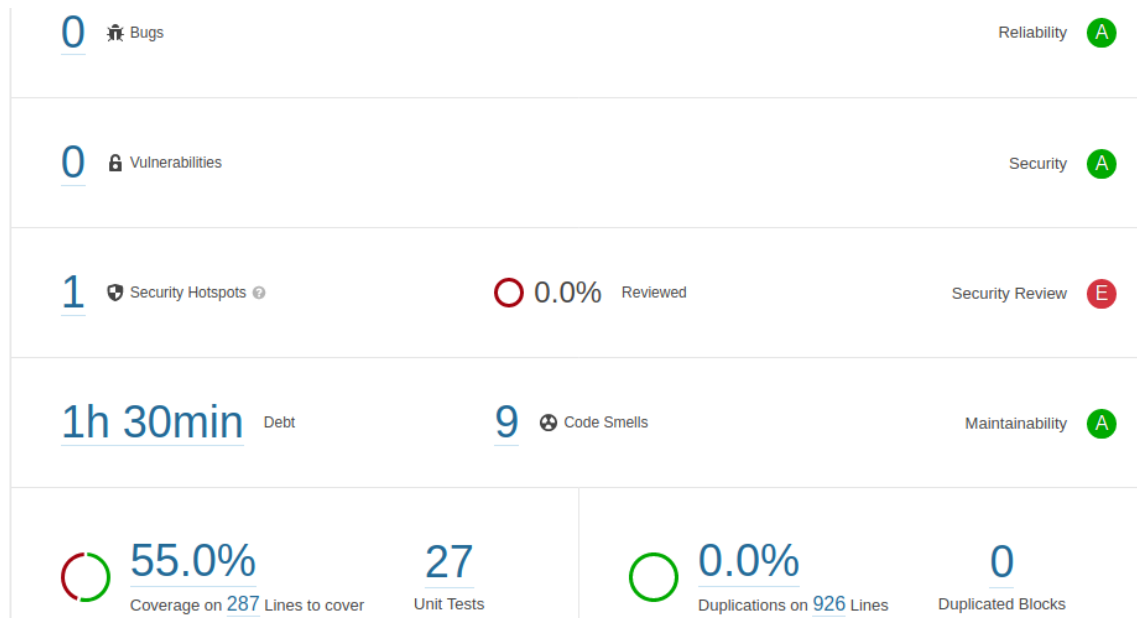 0 Bugs Reliability A
0 Vulnerabilities Security A
1 Security Hotspots ? 0.0% Reviewed Security Review E
1h 30min Debt 9 Code Smells Maintainability A
55.0% 27 0.0% 0
Coverage on 287 Lines to cover Unit Tests Duplications on 926 Lines Duplicated Blocks